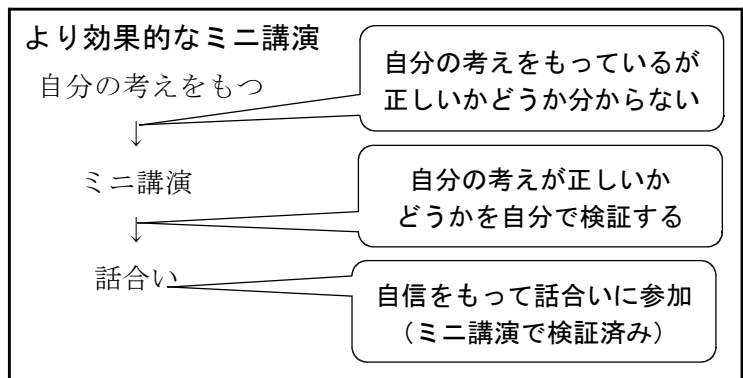 より効果的なミニ講演
自分の考えをもつ
自分の考えをもっているが
正しいかどうか分からない
↓
ミニ講演
自分の考えが正しいか
どうかを自分で検証する
↓
話合い
自信をもって話合いに参加
（ミニ講演で検証済み）